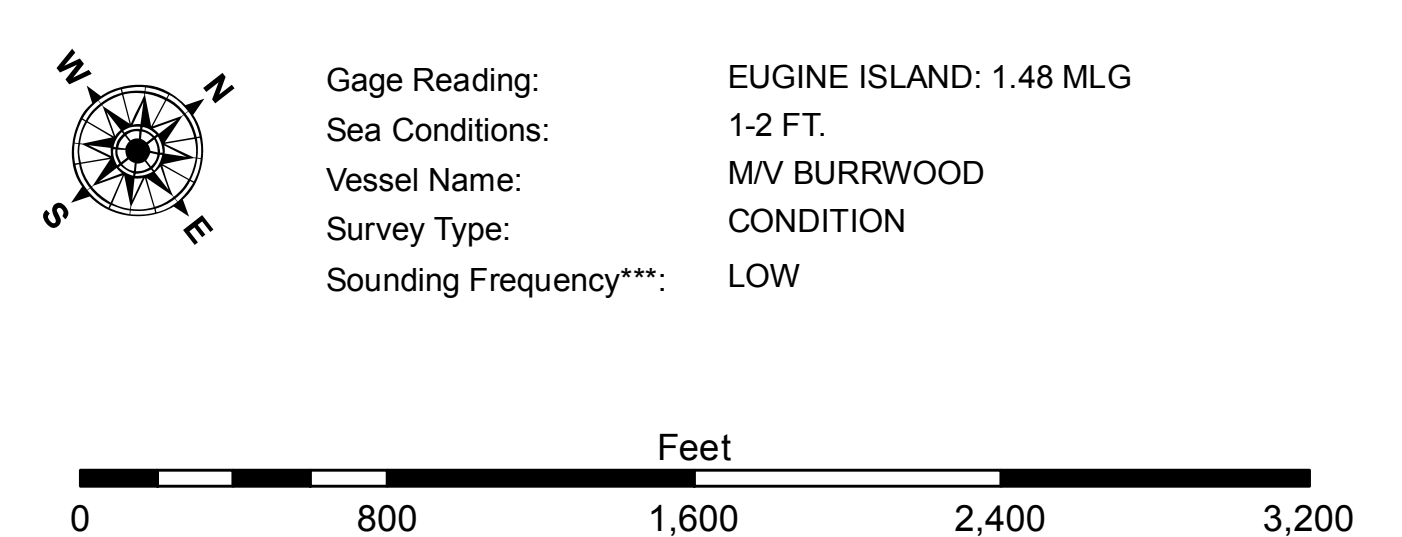 W N
S E
Gage Reading: EUGINE ISLAND: 1.48 MLG
Sea Conditions: 1-2 FT.
Vessel Name: M/V BURRWOOD
Survey Type: CONDITION
Sounding Frequency***: LOW
Feet
0 800 1,600 2,400 3,200